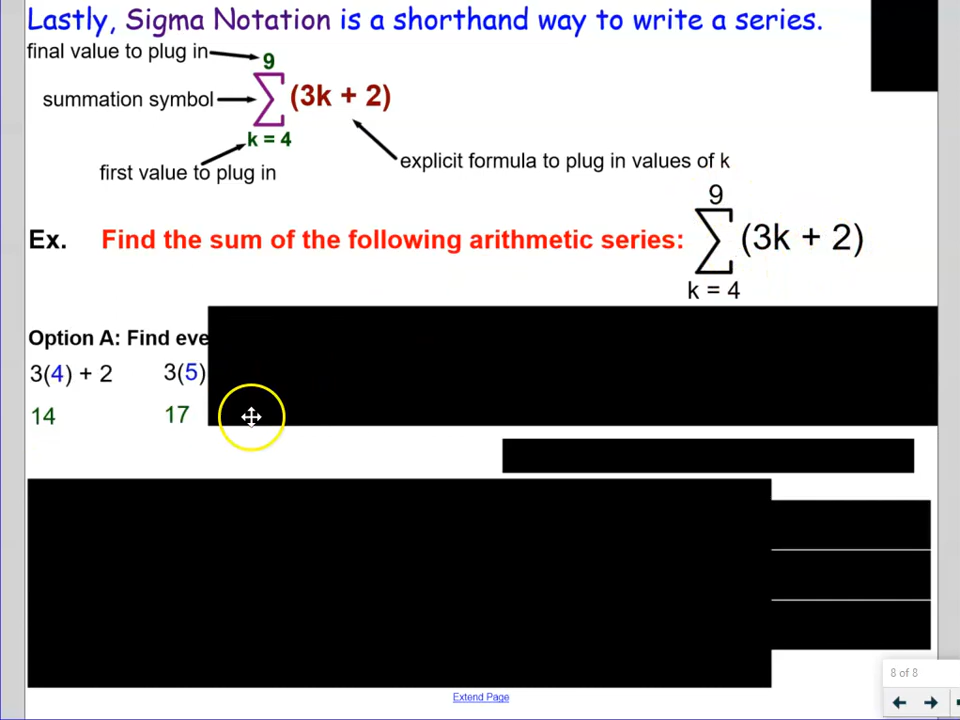 Lastly, Sigma Notation is a shorthand way to write a series.
final value to plug in
9
summation symbol
∑ (3k + 2)
k = 4
first value to plug in
explicit formula to plug in values of k
9
Ex. Find the sum of the following arithmetic series: ∑ (3k + 2)
k = 4
Option A: Find eve
3(4) + 2 3(5)
14 17
8 of 8
Extend Page